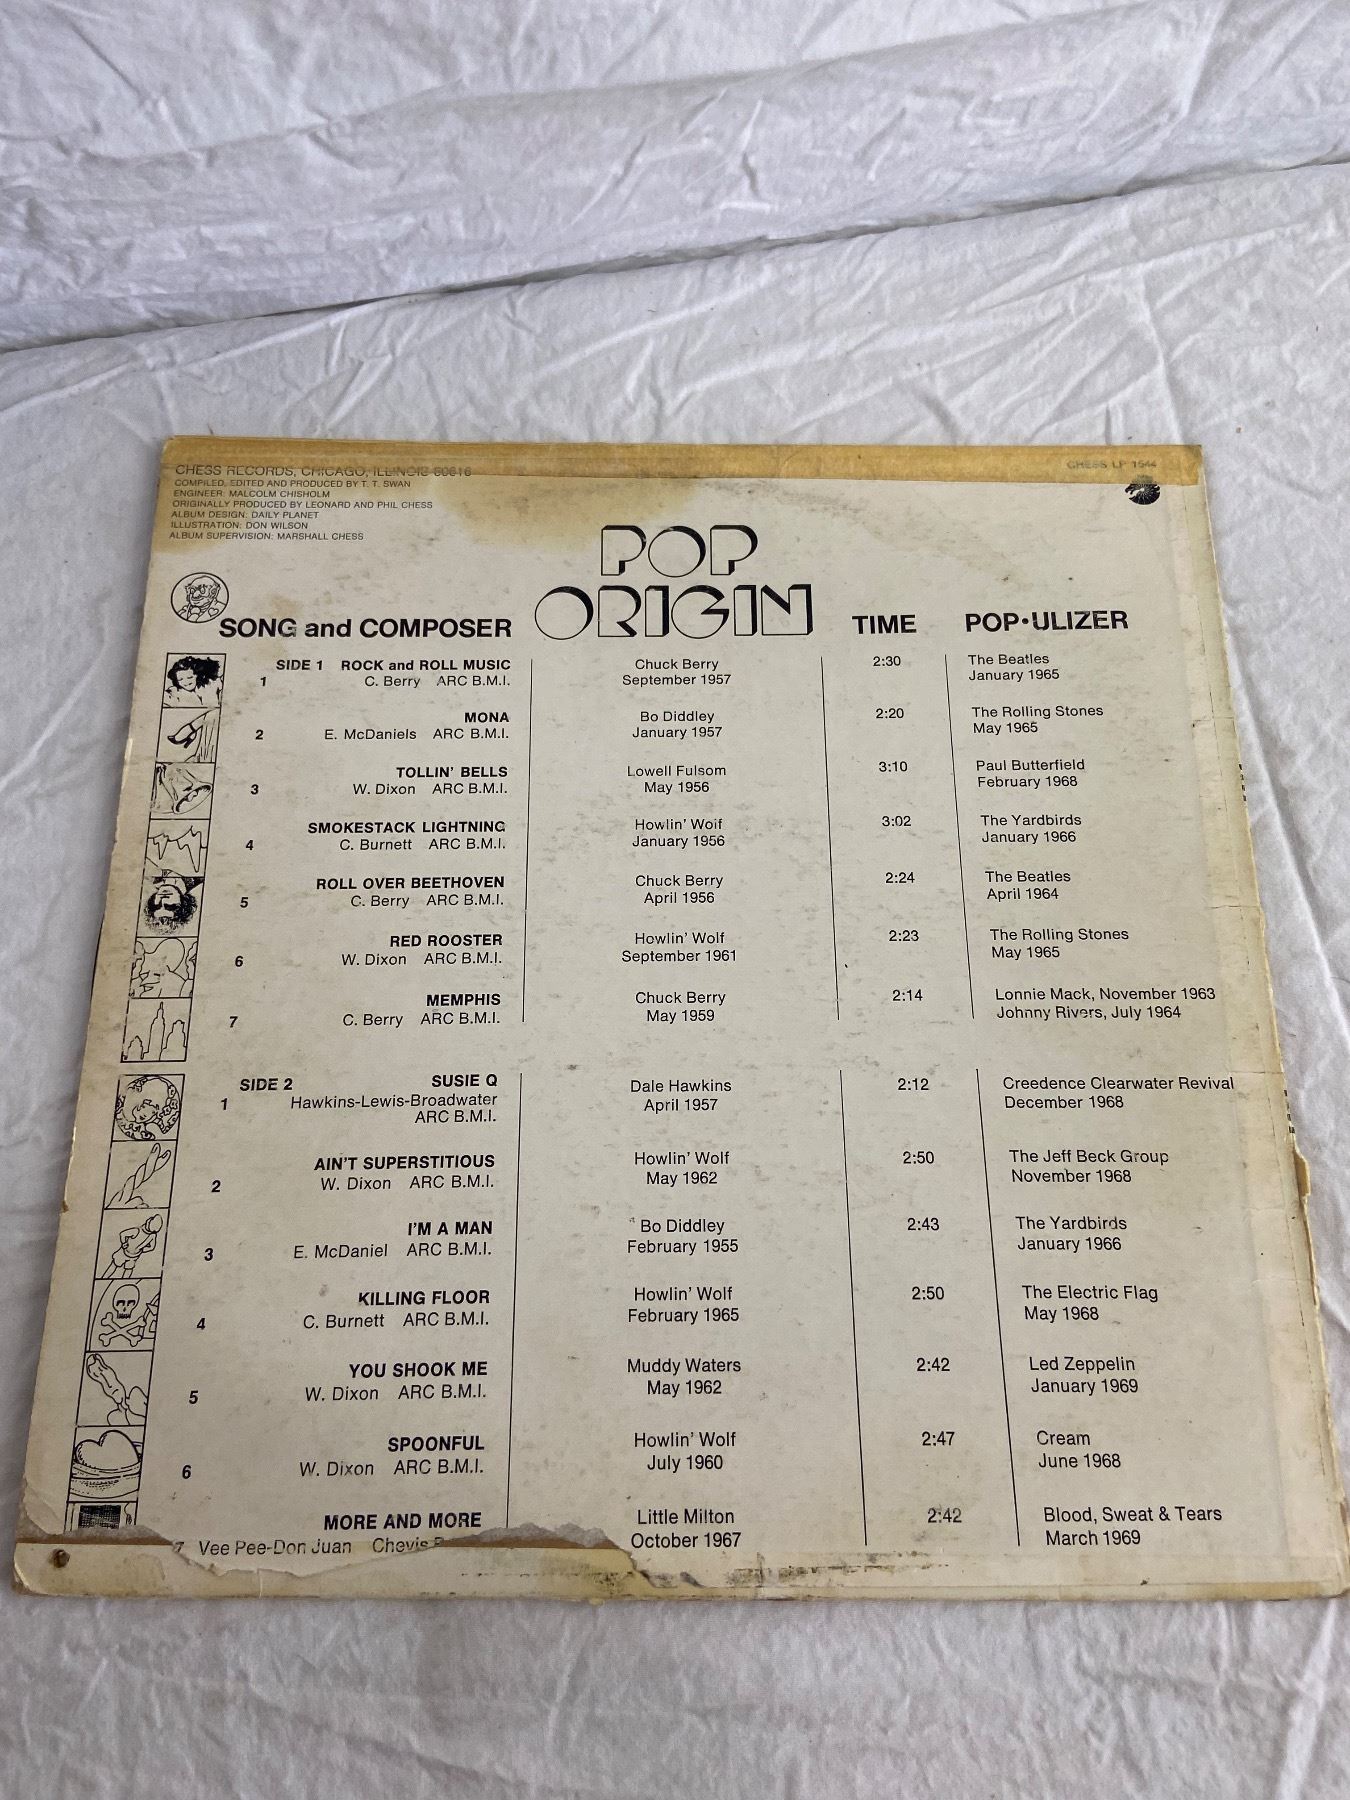 CHESS RECORDS, CHICAGO, ILLINOIS 60616 CHESS LP 1544
COMPILED, EDITED AND PRODUCED BY T. T. SWAN
ENGINEER: MALCOLM CHISHOLM
ORIGINALLY PRODUCED BY LEONARD AND PHIL CHESS
ALBUM DESIGN: DAILY PLANET
ILLUSTRATION: DON WILSON
ALBUM SUPERVISION: MARSHALL CHESS
POP
ORIGIN
SONG and COMPOSER TIME POP•ULIZER
SIDE 1 ROCK and ROLL MUSIC Chuck Berry 2:30 The Beatles
1 C. Berry ARC B.M.I. September 1957 January 1965
MONA Bo Diddley 2:20 The Rolling Stones
2 E. McDaniels ARC B.M.I. January 1957 May 1965
TOLLIN' BELLS Lowell Fulsom 3:10 Paul Butterfield
3 W. Dixon ARC B.M.I. May 1956 February 1968
SMOKESTACK LIGHTNING Howlin' Wolf 3:02 The Yardbirds
4 C. Burnett ARC B.M.I. January 1956 January 1966
ROLL OVER BEETHOVEN Chuck Berry 2:24 The Beatles
5 C. Berry ARC B.M.I. April 1956 April 1964
RED ROOSTER Howlin' Wolf 2:23 The Rolling Stones
6 W. Dixon ARC B.M.I. September 1961 May 1965
MEMPHIS Chuck Berry 2:14 Lonnie Mack, November 1963
7 C. Berry ARC B.M.I. May 1959 Johnny Rivers, July 1964
SIDE 2 SUSIE Q Dale Hawkins 2:12 Creedence Clearwater Revival
1 Hawkins-Lewis-Broadwater April 1957 December 1968
ARC B.M.I.
AIN'T SUPERSTITIOUS Howlin' Wolf 2:50 The Jeff Beck Group
2 W. Dixon ARC B.M.I. May 1962 November 1968
I'M A MAN Bo Diddley 2:43 The Yardbirds
3 E. McDaniel ARC B.M.I. February 1955 January 1966
KILLING FLOOR Howlin' Wolf 2:50 The Electric Flag
4 C. Burnett ARC B.M.I. February 1965 May 1968
YOU SHOOK ME Muddy Waters 2:42 Led Zeppelin
5 W. Dixon ARC B.M.I. May 1962 January 1969
SPOONFUL Howlin' Wolf 2:47 Cream
6 W. Dixon ARC B.M.I. July 1960 June 1968
MORE AND MORE Little Milton 2:42 Blood, Sweat & Tears
7 Vee Pee-Don Juan Chevis October 1967 March 1969